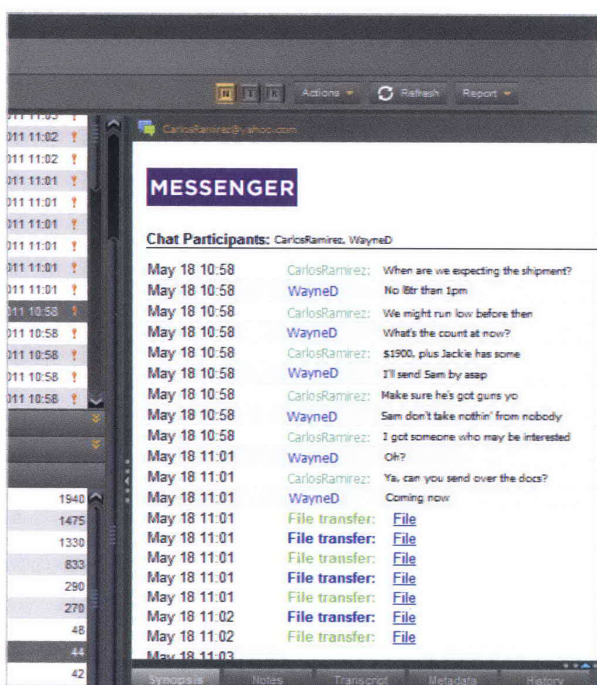 N I R Actions Refresh Report
CarlosRamirez@yahoo.com
MESSENGER
Chat Participants: CarlosRamirez, WayneD
May 18 10:58 CarlosRamirez: When are we expecting the shipment?
May 18 10:58 WayneD No l8tr than 1pm
May 18 10:58 CarlosRamirez: We might run low before then
May 18 10:58 WayneD What's the count at now?
May 18 10:58 CarlosRamirez: $1900, plus Jackie has some
May 18 10:58 WayneD I'll send Sam by asap
May 18 10:58 CarlosRamirez: Make sure he's got guns yo
May 18 10:58 WayneD Sam don't take nothin' from nobody
May 18 10:58 CarlosRamirez: I got someone who may be interested
May 18 11:01 WayneD Oh?
May 18 11:01 CarlosRamirez: Ya, can you send over the docs?
May 18 11:01 WayneD Coming now
May 18 11:01 File transfer: File
May 18 11:01 File transfer: File
May 18 11:01 File transfer: File
May 18 11:01 File transfer: File
May 18 11:01 File transfer: File
May 18 11:02 File transfer: File
May 18 11:02 File transfer: File
May 18 11:03
Synopsis Notes Transcript Metadata History
011 11:03
011 11:02
011 11:02
011 11:01
011 11:01
011 11:01
011 11:01
011 11:01
011 11:01
011 10:58
011 10:58
011 10:58
011 10:58
011 10:58
1940
1475
1330
833
290
270
48
44
42